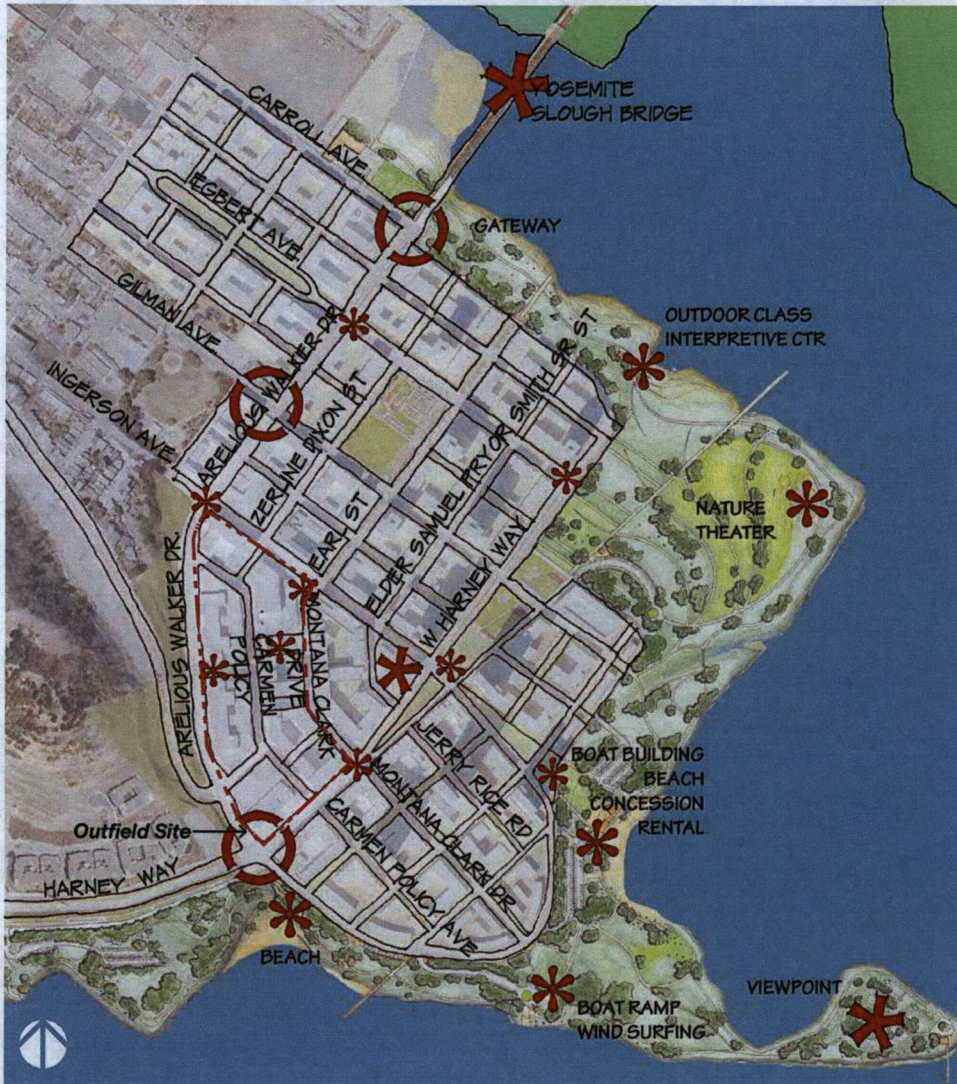 YOSEMITE
SLOUGH BRIDGE
CARROLL AVE
GATEWAY
EGBERT AVE.
GILMAN AVE.
OUTDOOR CLASS
INTERPRETIVE CTR
INGERSON AVE
ARELIOUS WALKER DR.
ZERLINE DIXON ST
EARL ST
ELDER SAMUEL PRYOR SMITH SR ST
W HARNEY WAY
NATURE
THEATER
ARELIOUS WALKER DR.
CARMEN
POLICY
MONTANA CLARK
DRIVE
JERRY RICE RD
BOAT BUILDING
BEACH
CONCESSION
RENTAL
MONTANA CLARK DR
CARMEN POLICY AVE
Outfield Site
HARNEY WAY
BEACH
VIEWPOINT
BOAT RAMP
WIND SURFING